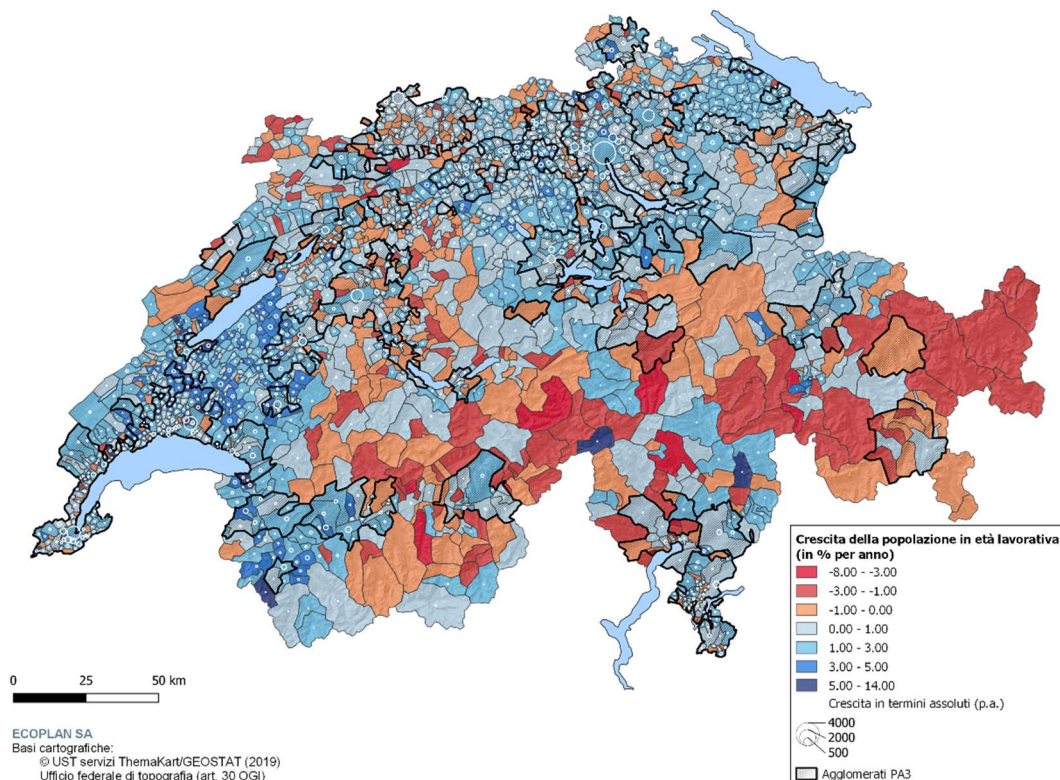 Crescita della popolazione in età lavorativa
(in % per anno)
-8.00 - -3.00
-3.00 - -1.00
-1.00 - 0.00
0.00 - 1.00
1.00 - 3.00
3.00 - 5.00
5.00 - 14.00
Crescita in termini assoluti (p.a.)
4000
2000
500
Agglomerati PA3
0 25 50 km
ECOPLAN SA
Basi cartografiche:
© UST servizi ThemaKart/GEOSTAT (2019)
Ufficio federale di topografia (art. 30 OGI)